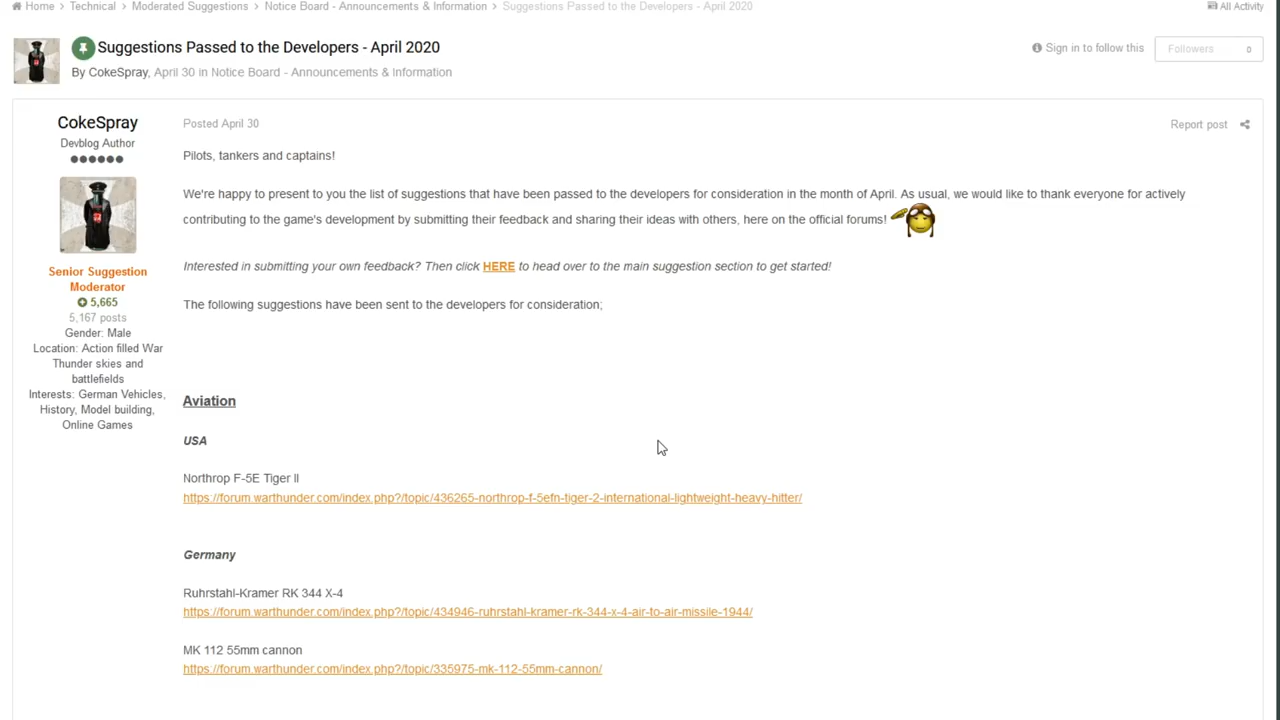 Home > Technical > Moderated Suggestions > Notice Board - Announcements & Information > Suggestions Passed to the Developers - April 2020
All Activity
Suggestions Passed to the Developers - April 2020
By CokeSpray, April 30 in Notice Board - Announcements & Information
Sign in to follow this
Followers 0
CokeSpray
Devblog Author
Senior Suggestion
Moderator
5,665
5,167 posts
Gender: Male
Location: Action filled War
Thunder skies and
battlefields
Interests: German Vehicles,
History, Model building,
Online Games
Posted April 30
Report post
Pilots, tankers and captains!
We're happy to present to you the list of suggestions that have been passed to the developers for consideration in the month of April. As usual, we would like to thank everyone for actively
contributing to the game's development by submitting their feedback and sharing their ideas with others, here on the official forums!
Interested in submitting your own feedback? Then click HERE to head over to the main suggestion section to get started!
The following suggestions have been sent to the developers for consideration;
Aviation
USA
Northrop F-5E Tiger II
https://forum.warthunder.com/index.php?/topic/436265-northrop-f-5efn-tiger-2-international-lightweight-heavy-hitter/
Germany
Ruhrstahl-Kramer RK 344 X-4
https://forum.warthunder.com/index.php?/topic/434946-ruhrstahl-kramer-rk-344-x-4-air-to-air-missile-1944/
MK 112 55mm cannon
https://forum.warthunder.com/index.php?/topic/335975-mk-112-55mm-cannon/